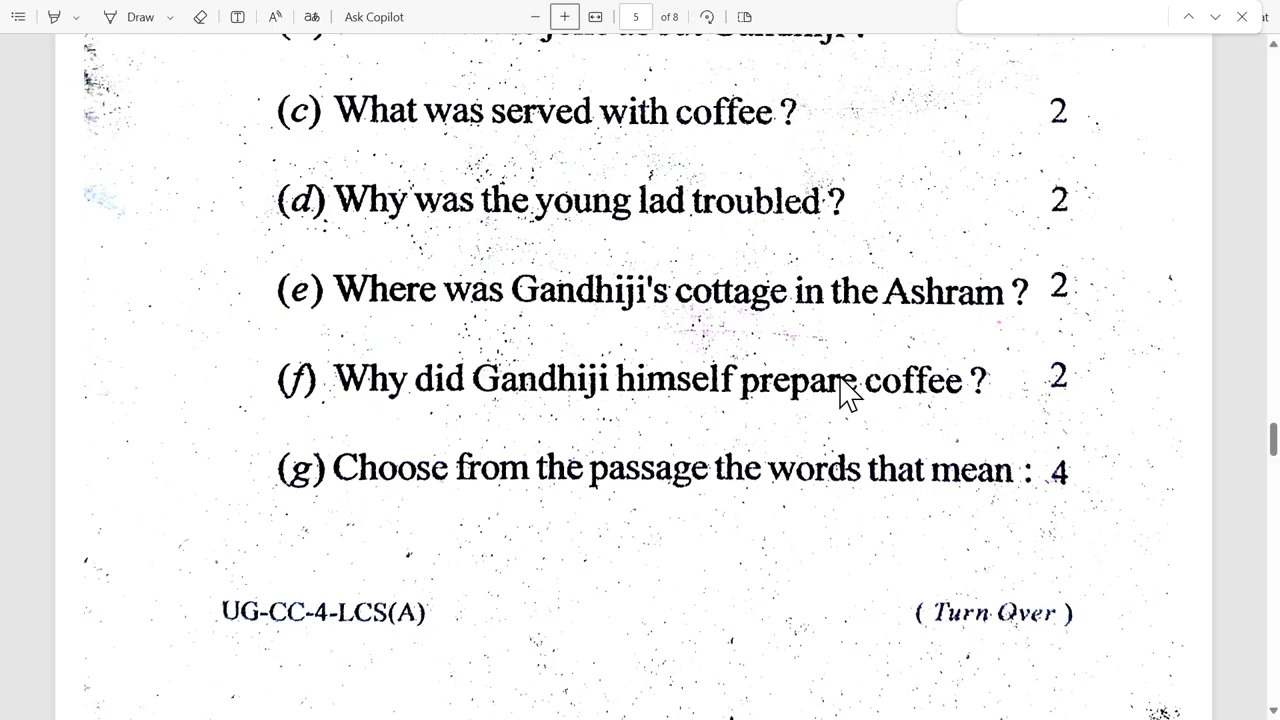 Draw
Ask Copilot
5 of 8
Gandhiji ?
(c) What was served with coffee ? 2
(d) Why was the young lad troubled ? 2
(e) Where was Gandhiji's cottage in the Ashram ? 2
(f) Why did Gandhiji himself prepare coffee ? 2
(g) Choose from the passage the words that mean : 4
UG-CC-4-LCS(A) ( Turn Over )